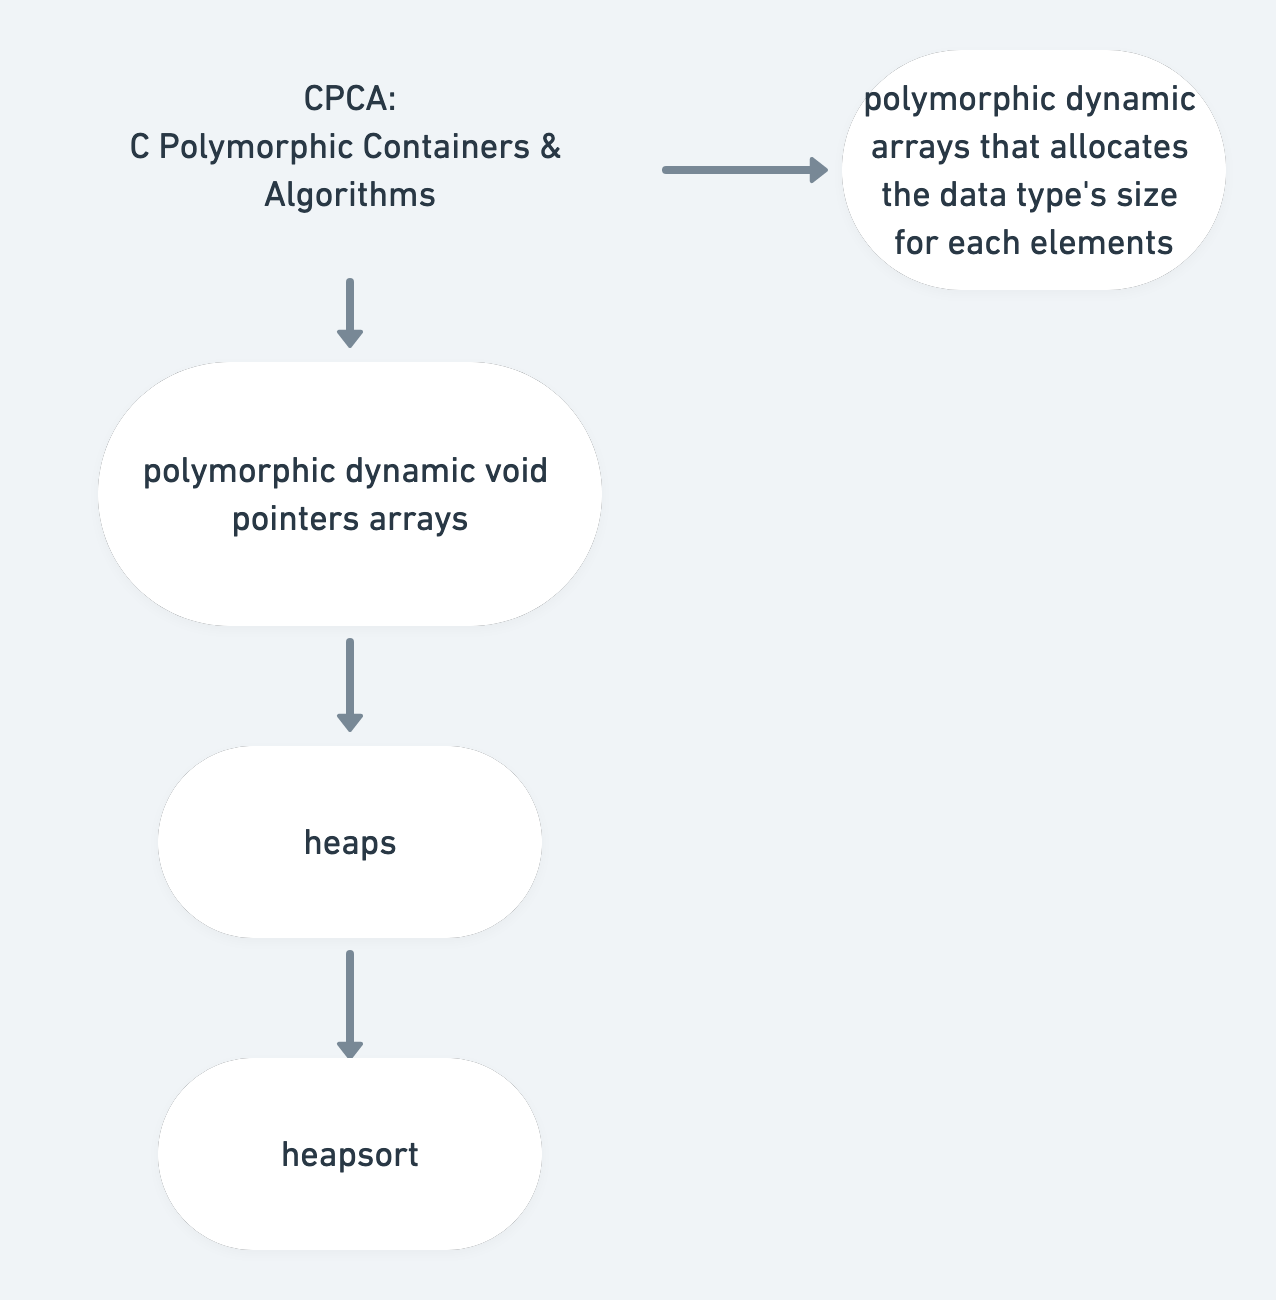 CPCA:
C Polymorphic Containers &
Algorithms
polymorphic dynamic
arrays that allocates
the data type's size
for each elements
polymorphic dynamic void
pointers arrays
heaps
heapsort